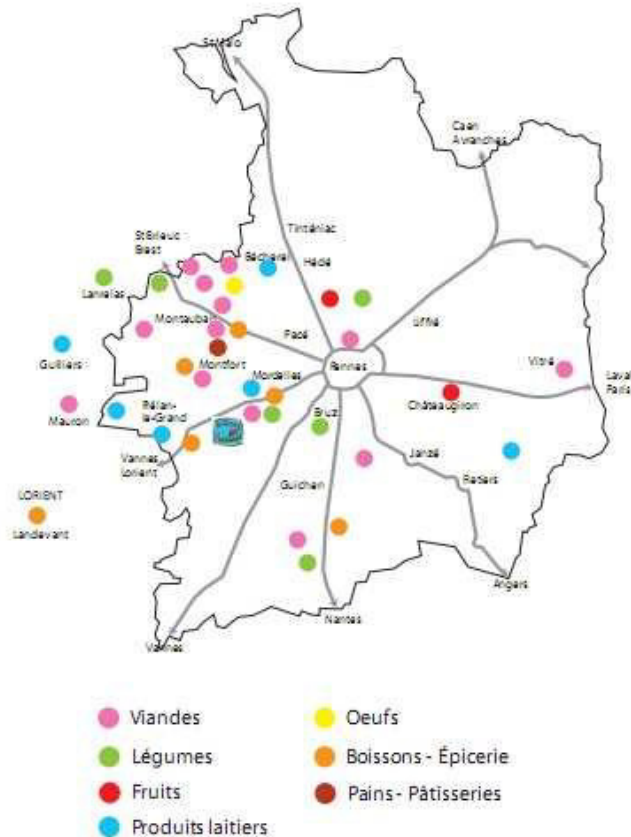 St Malo
Caen
Avranches
Tinténiac
St Brieuc
Brest
Bécherel
Hédé
Lanrelas
Liffré
Montauban
Pacé
Guilliers
Montfort
Rennes
Vitré
Laval
Paris
Mordelles
Châteaugiron
Mauron
Plélan-
le-Grand
Bruz
Janzé
Vannes
Lorient
Guichen
Retiers
LORIENT
Landevant
Angers
Nantes
Vannes
Viandes
Légumes
Fruits
Produits laitiers
Oeufs
Boissons - Épicerie
Pains - Pâtisseries